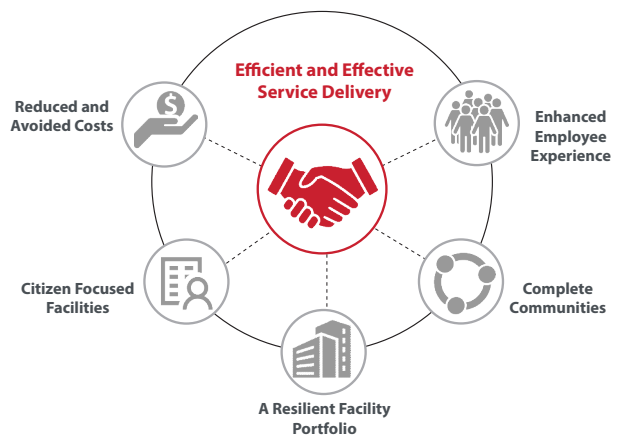 Efficient and Effective
Service Delivery
Reduced and
Avoided Costs
$
Enhanced
Employee
Experience
Citizen Focused
Facilities
Complete
Communities
A Resilient Facility
Portfolio